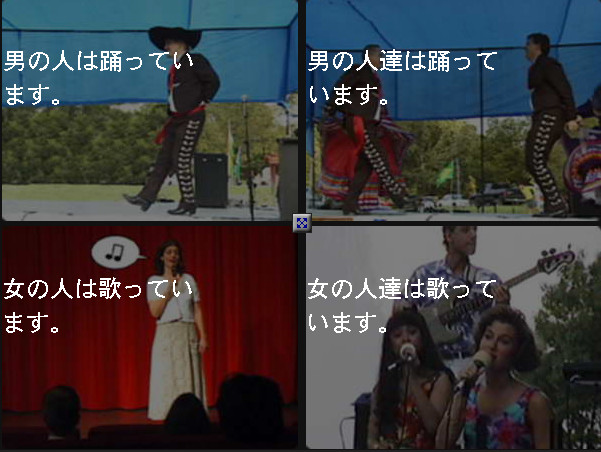 男の人は踊ってい
ます。
男の人達は踊って
います。
女の人は歌ってい
ます。
女の人達は歌って
います。